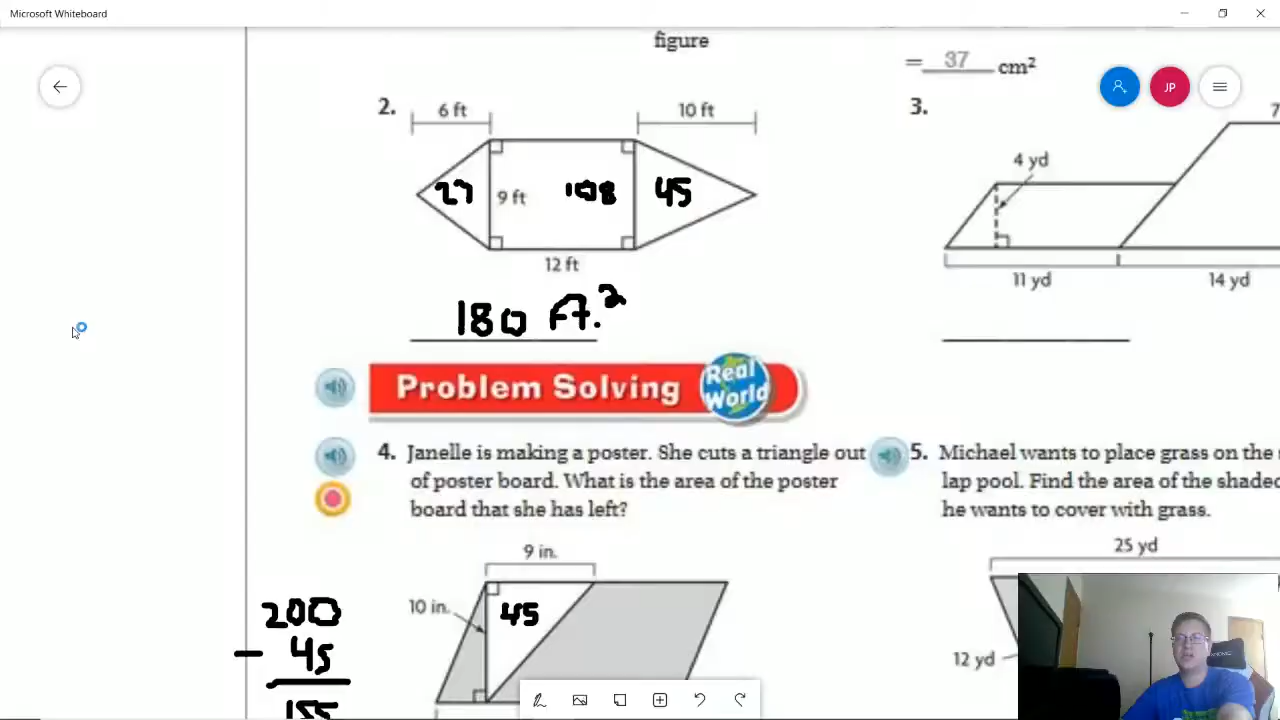 Microsoft Whiteboard
figure
= 37 cm²
JP
2.
6 ft
10 ft
27
9 ft
108
45
12 ft
180 ft.²
3.
7
4 yd
11 yd
14 yd
Problem Solving
Real World
4. Janelle is making a poster. She cuts a triangle out
of poster board. What is the area of the poster
board that she has left?
9 in.
10 in.
45
200
- 45
155
5. Michael wants to place grass on the
lap pool. Find the area of the shaded
he wants to cover with grass.
25 yd
12 yd